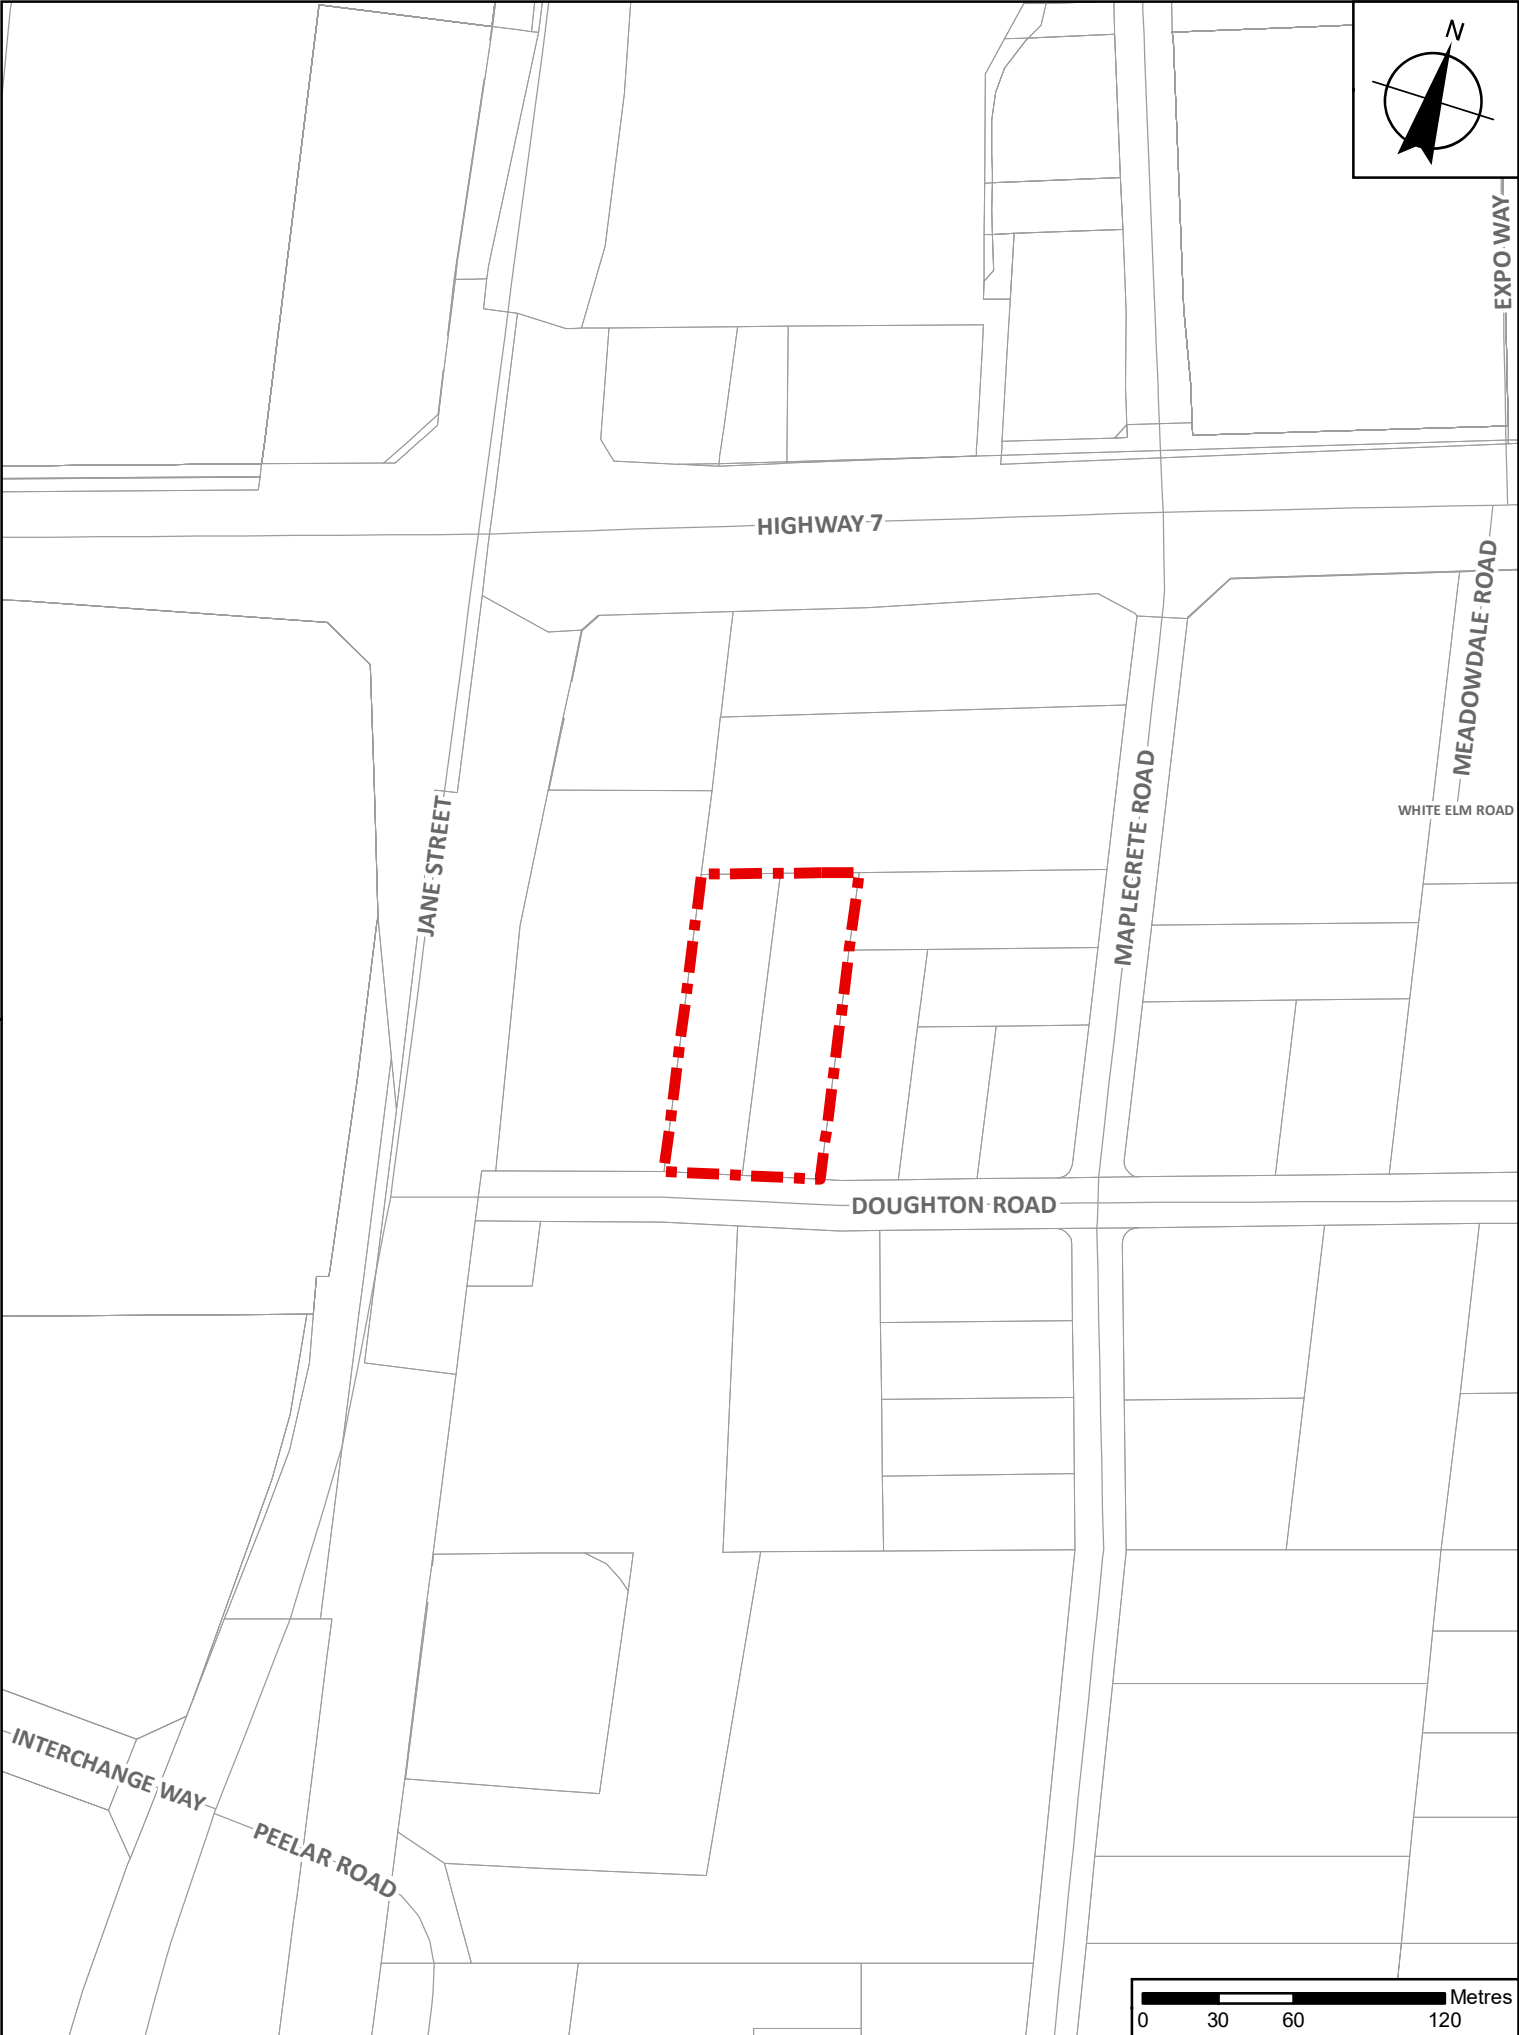 N
EXPO WAY
HIGHWAY 7
MEADOWDALE ROAD
MAPLECRETE ROAD
JANE STREET
WHITE ELM ROAD
DOUGHTON ROAD
INTERCHANGE WAY
PEELAR ROAD
Metres
0 30 60 120